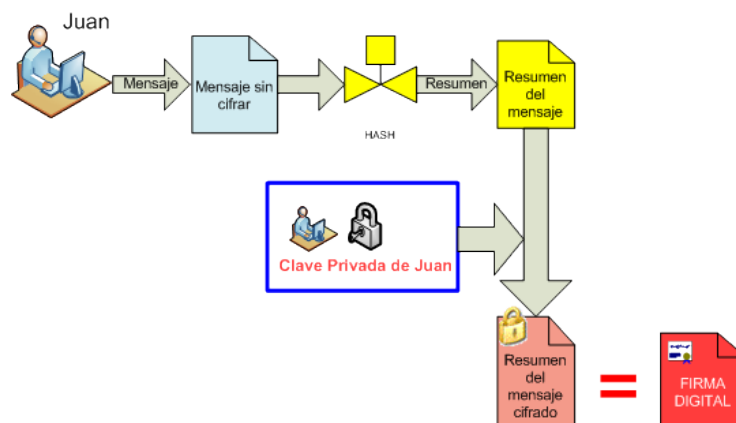 Juan
Mensaje
Mensaje sin
cifrar
HASH
Resumen
Resumen
del
mensaje
Clave Privada de Juan
Resumen
del
mensaje
cifrado
=
FIRMA
DIGITAL